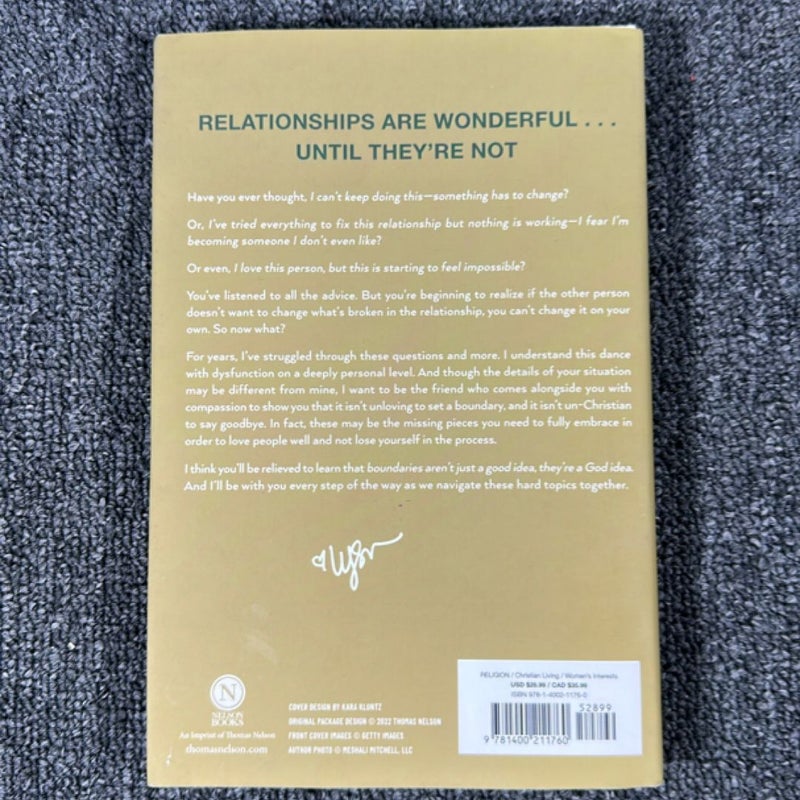 RELATIONSHIPS ARE WONDERFUL . . .
UNTIL THEY'RE NOT
Have you ever thought, I can't keep doing this—something has to change?
Or, I've tried everything to fix this relationship but nothing is working—I fear I'm
becoming someone I don't even like?
Or even, I love this person, but this is starting to feel impossible?
You've listened to all the advice. But you're beginning to realize if the other person
doesn't want to change what's broken in the relationship, you can't change it on your
own. So now what?
For years, I've struggled through these questions and more. I understand this dance
with dysfunction on a deeply personal level. And though the details of your situation
may be different from mine, I want to be the friend who comes alongside you with
compassion to show you that it isn't unloving to set a boundary, and it isn't un-Christian
to say goodbye. In fact, these may be the missing pieces you need to fully embrace in
order to love people well and not lose yourself in the process.
I think you'll be relieved to learn that boundaries aren't just a good idea, they're a God idea.
And I'll be with you every step of the way as we navigate these hard topics together.
Lysa
N
NELSON
BOOKS
An Imprint of Thomas Nelson
thomasnelson.com
COVER DESIGN BY KARA KLONTZ
ORIGINAL PACKAGE DESIGN © 2022 THOMAS NELSON
FRONT COVER IMAGES © GETTY IMAGES
AUTHOR PHOTO © MESHALI MITCHELL, LLC
RELIGION / Christian Living / Women's Interests
USD $28.99 / CAD $35.99
ISBN 978-1-4002-1176-0
52899
9 781400 211760